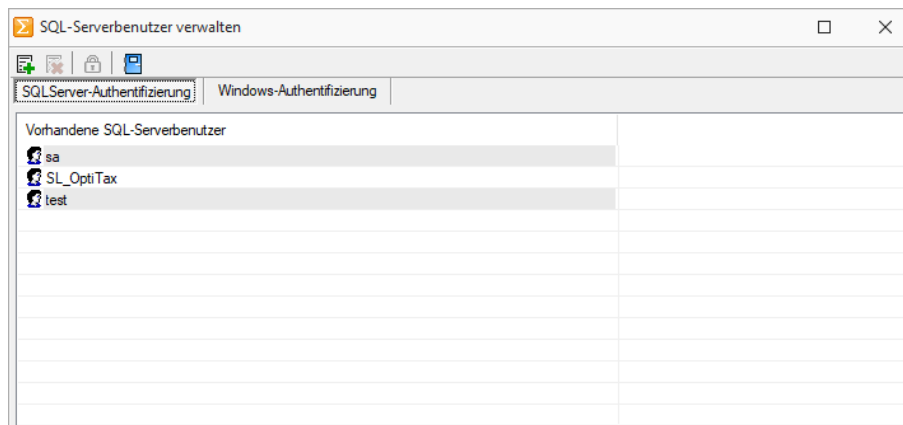 SQL-Serverbenutzer verwalten
SQLServer-Authentifizierung Windows-Authentifizierung
Vorhandene SQL-Serverbenutzer
sa
SL_OptiTax
test